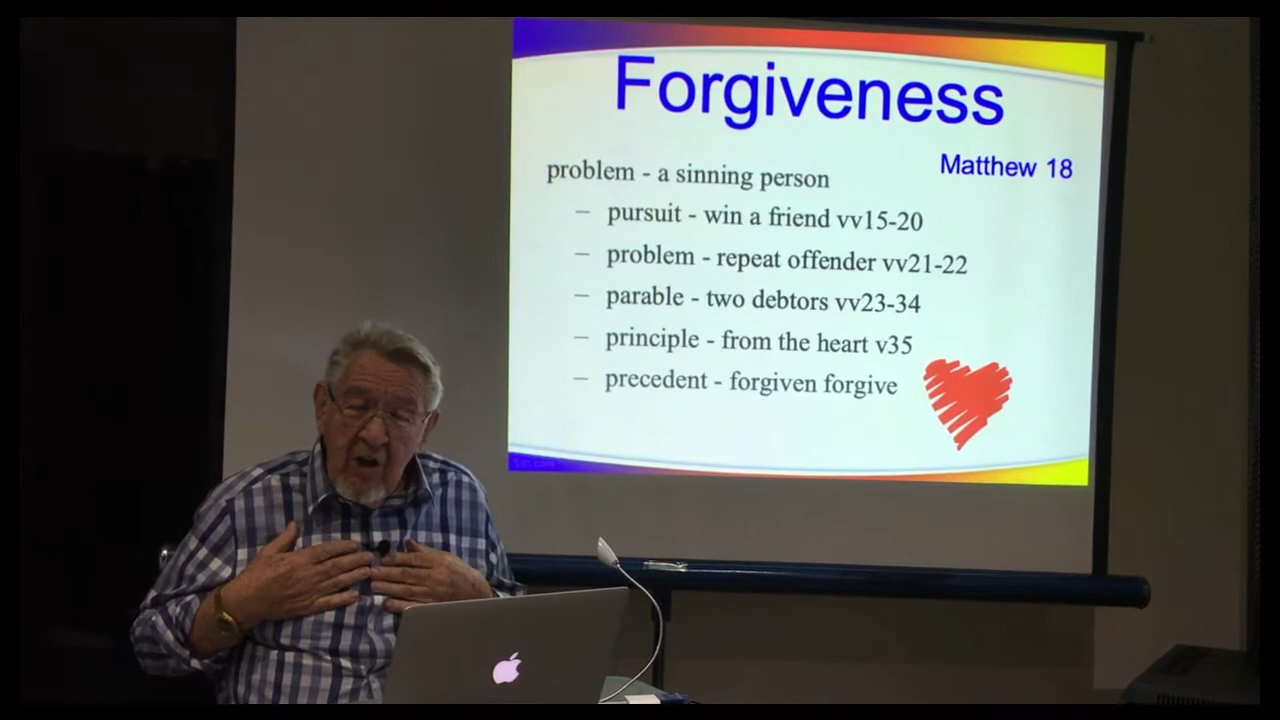 Forgiveness
Matthew 18
problem - a sinning person
– pursuit - win a friend vv15-20
– problem - repeat offender vv21-22
– parable - two debtors vv23-34
– principle - from the heart v35
– precedent - forgiven forgive